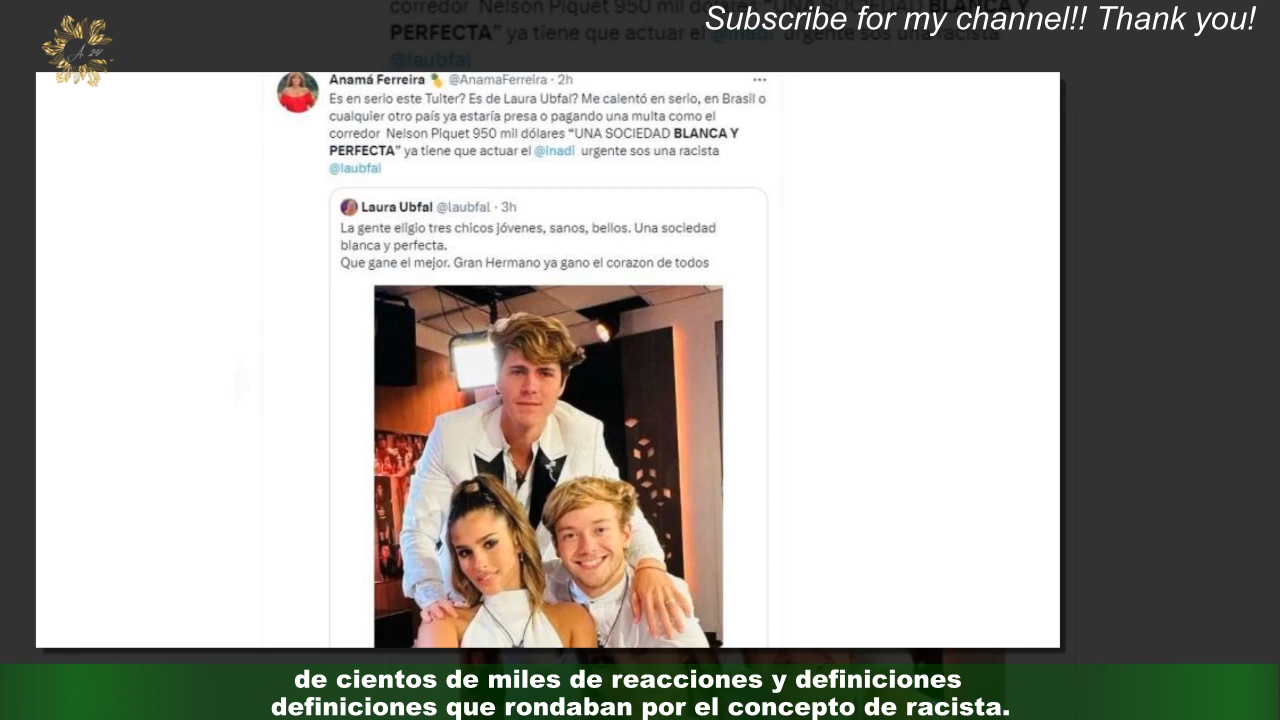 corredor Nelson Piquet 950 mil dólares “UNA SOCIEDAD BLANCA Y
PERFECTA” ya tiene que actuar el @inadi urgente sos una racista
@laubfal
Subscribe for my channel!! Thank you!
Anamá Ferreira 🍍 @AnamaFerreira · 2h
Es en serio este Tuiter? Es de Laura Ubfal? Me calentó en serio, en Brasil o
cualquier otro país ya estaría presa o pagando una multa como el
corredor Nelson Piquet 950 mil dólares “UNA SOCIEDAD BLANCA Y
PERFECTA” ya tiene que actuar el @inadi urgente sos una racista
@laubfal
Laura Ubfal @laubfal · 3h
La gente eligio tres chicos jóvenes, sanos, bellos. Una sociedad
blanca y perfecta.
Que gane el mejor. Gran Hermano ya gano el corazon de todos
de cientos de miles de reacciones y definiciones
definiciones que rondaban por el concepto de racista.